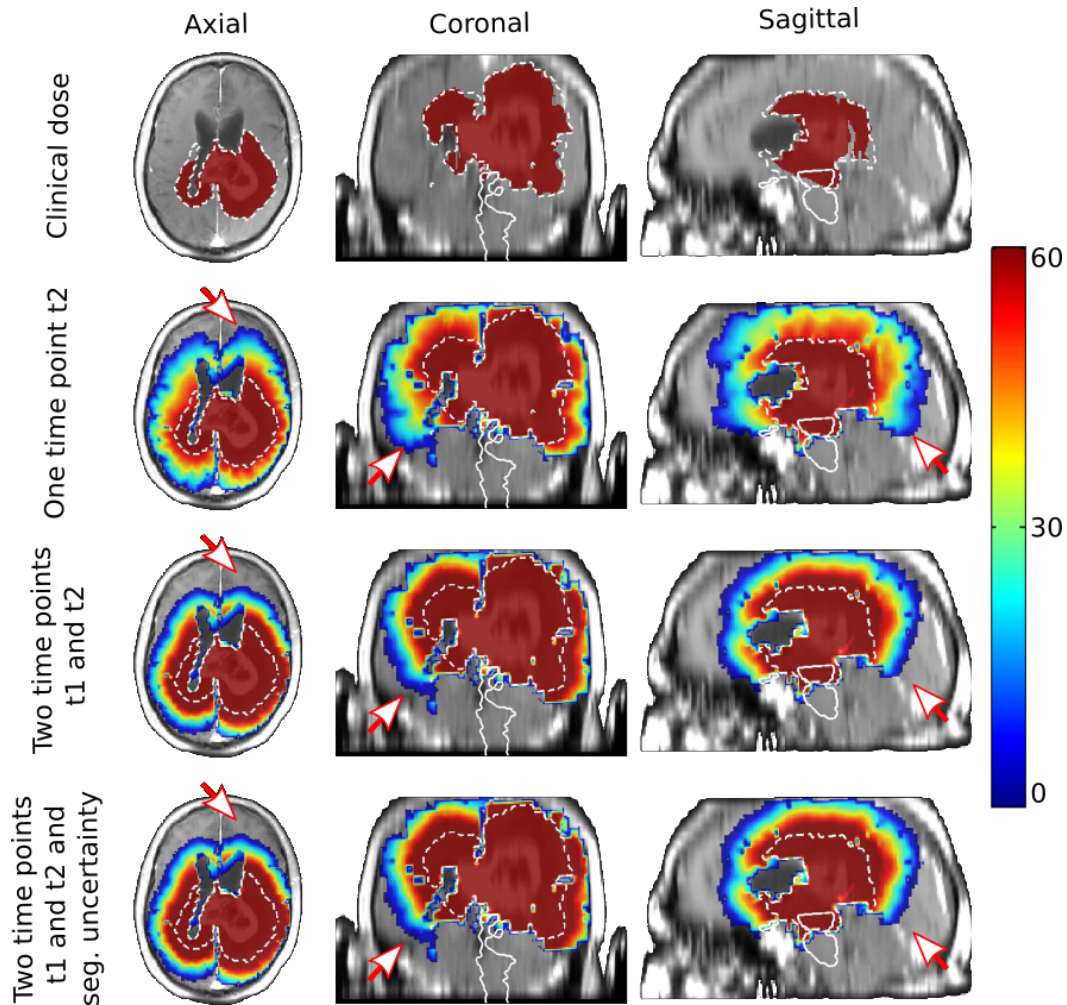 Axial
Coronal
Sagittal
Clinical dose
One time point t2
60
30
0
Two time points
t1 and t2
Two time points
t1 and t2 and
seg. uncertainty